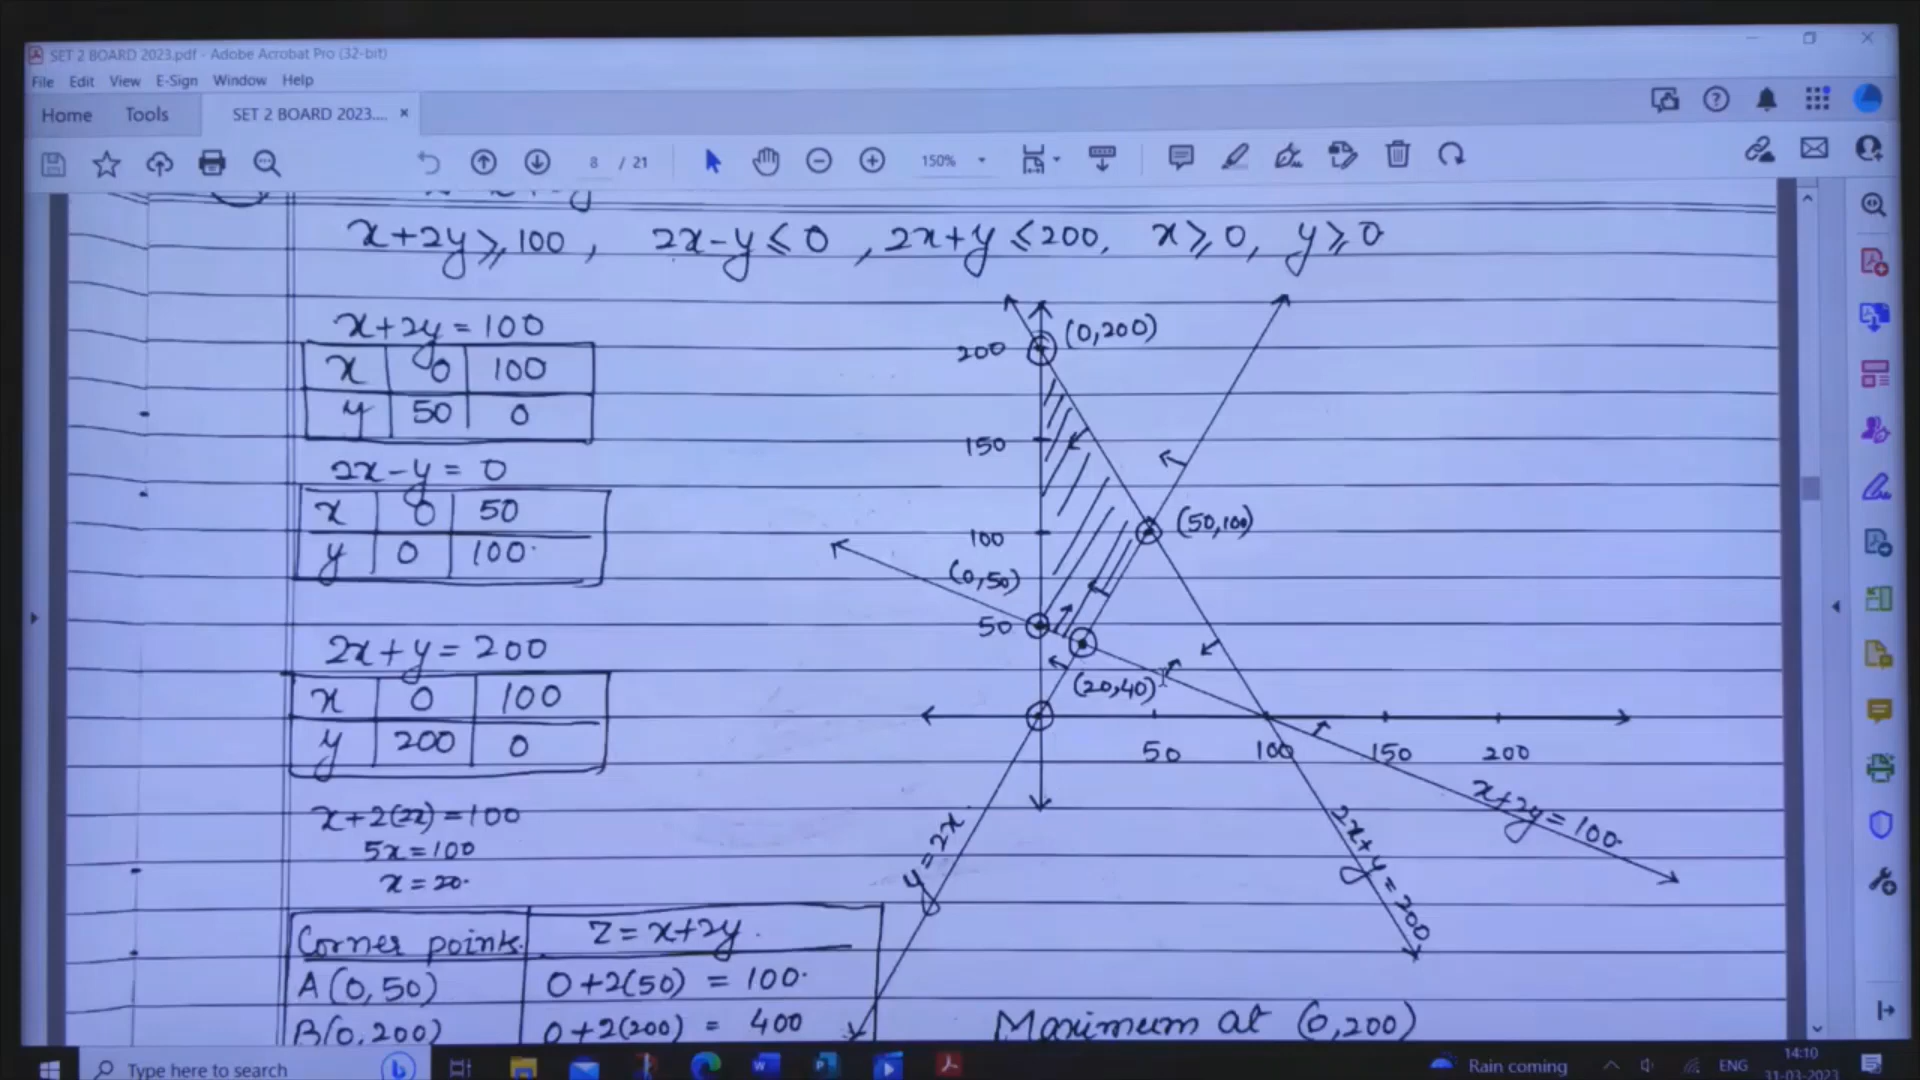 SET 2 BOARD 2023.pdf - Adobe Acrobat Pro (32-bit)
File Edit View E-Sign Window Help
Home Tools SET 2 BOARD 2023.... ×
8 / 21 150%
x+2y ⩾ 100, 2x-y ⩽ 0, 2x+y ⩽ 200, x ⩾ 0, y ⩾ 0
x+2y = 100
x 0 100
y 50 0
2x-y = 0
x 0 50
y 0 100
2x+y = 200
x 0 100
y 200 0
x+2(2x) = 100
5x = 100
x = 20
Corner points Z = x+2y
A (0, 50) 0+2(50) = 100
B (0, 200) 0+2(200) = 400
200 (0, 200)
150
100 (50, 100)
(0, 50)
50
(20, 40)
50 100 150 200
x+2y = 100
2x+y = 200
y = 2x
Maximum at (0, 200)
Type here to search
Rain coming ENG 14:10
31-03-2023